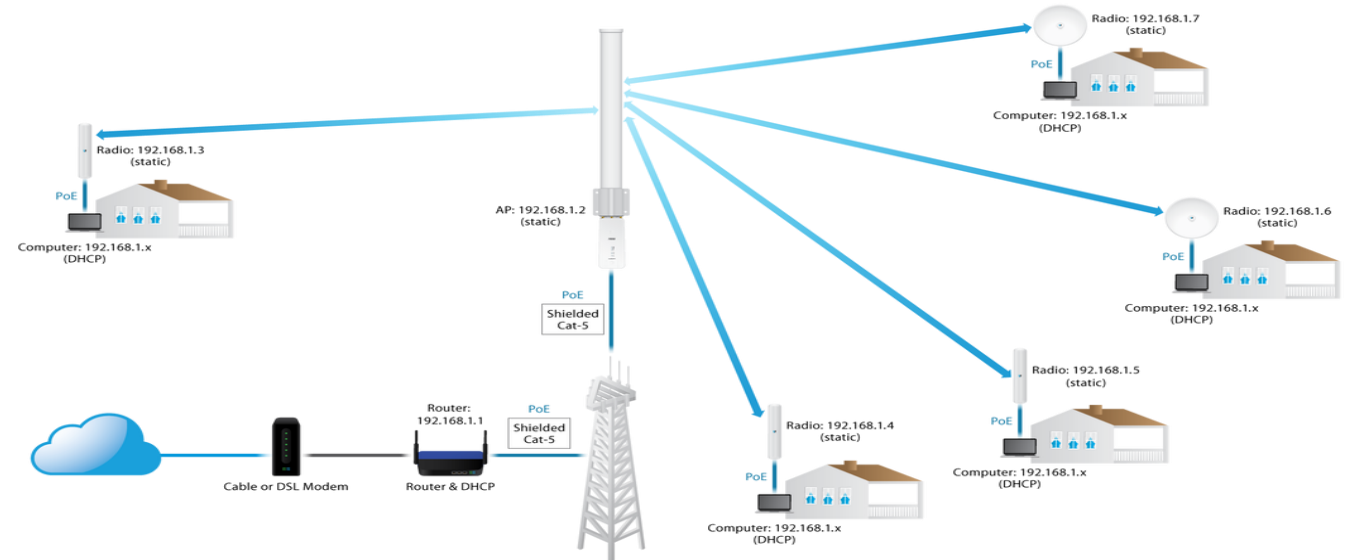 Radio: 192.168.1.7
(static)
PoE
Computer: 192.168.1.x
(DHCP)
Radio: 192.168.1.3
(static)
PoE
Computer: 192.168.1.x
(DHCP)
AP: 192.168.1.2
(static)
Radio: 192.168.1.6
(static)
PoE
Computer: 192.168.1.x
(DHCP)
PoE
Shielded
Cat-5
Radio: 192.168.1.5
(static)
PoE
Computer: 192.168.1.x
(DHCP)
Router:
192.168.1.1
PoE
Shielded
Cat-5
Radio: 192.168.1.4
(static)
PoE
Computer: 192.168.1.x
(DHCP)
Cable or DSL Modem
Router & DHCP